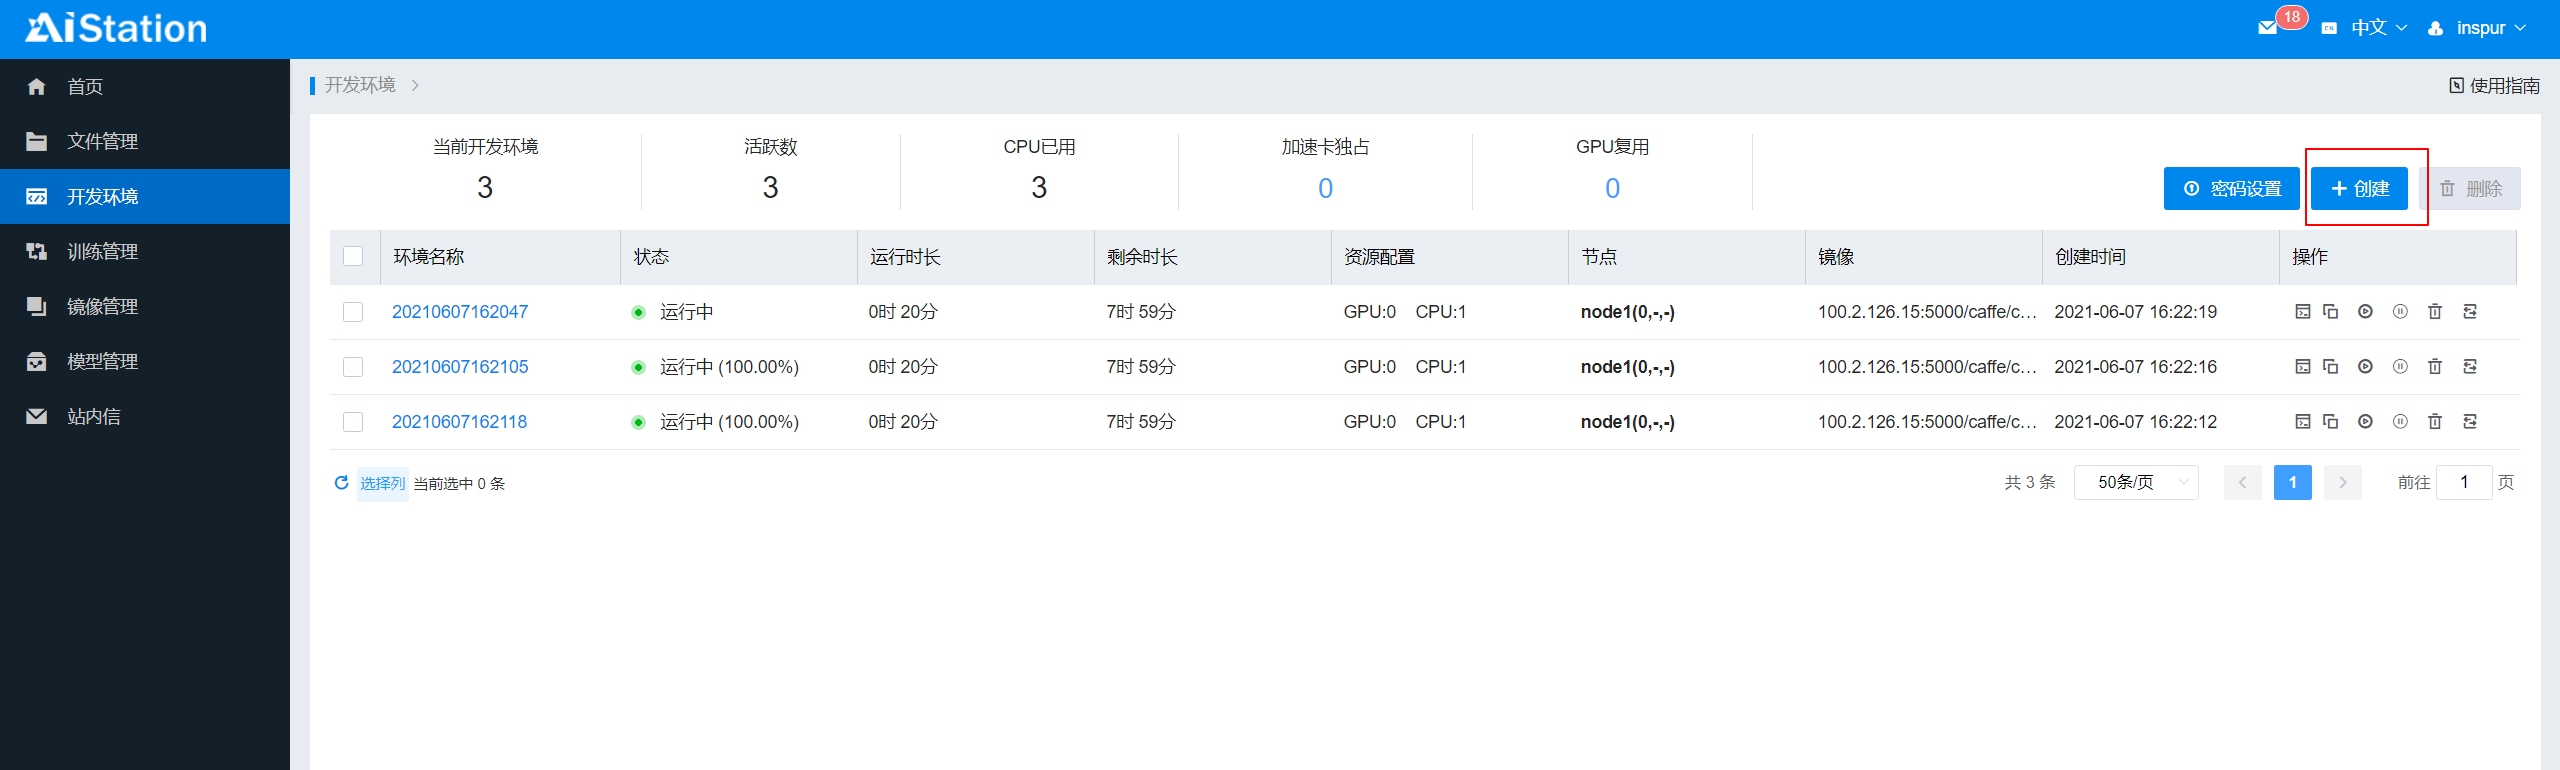 AiStation
18
中文
inspur
首页
文件管理
开发环境
训练管理
镜像管理
模型管理
站内信
开发环境 >
使用指南
当前开发环境 活跃数 CPU已用 加速卡独占 GPU复用
3 3 3 0 0
密码设置 + 创建 删除
环境名称 状态 运行时长 剩余时长 资源配置 节点 镜像 创建时间 操作
20210607162047 运行中 0时 20分 7时 59分 GPU:0 CPU:1 node1(0,-,-) 100.2.126.15:5000/caffe/c... 2021-06-07 16:22:19
20210607162105 运行中 (100.00%) 0时 20分 7时 59分 GPU:0 CPU:1 node1(0,-,-) 100.2.126.15:5000/caffe/c... 2021-06-07 16:22:16
20210607162118 运行中 (100.00%) 0时 20分 7时 59分 GPU:0 CPU:1 node1(0,-,-) 100.2.126.15:5000/caffe/c... 2021-06-07 16:22:12
选择列 当前选中 0 条 共 3 条 50条/页 < 1 > 前往 1 页